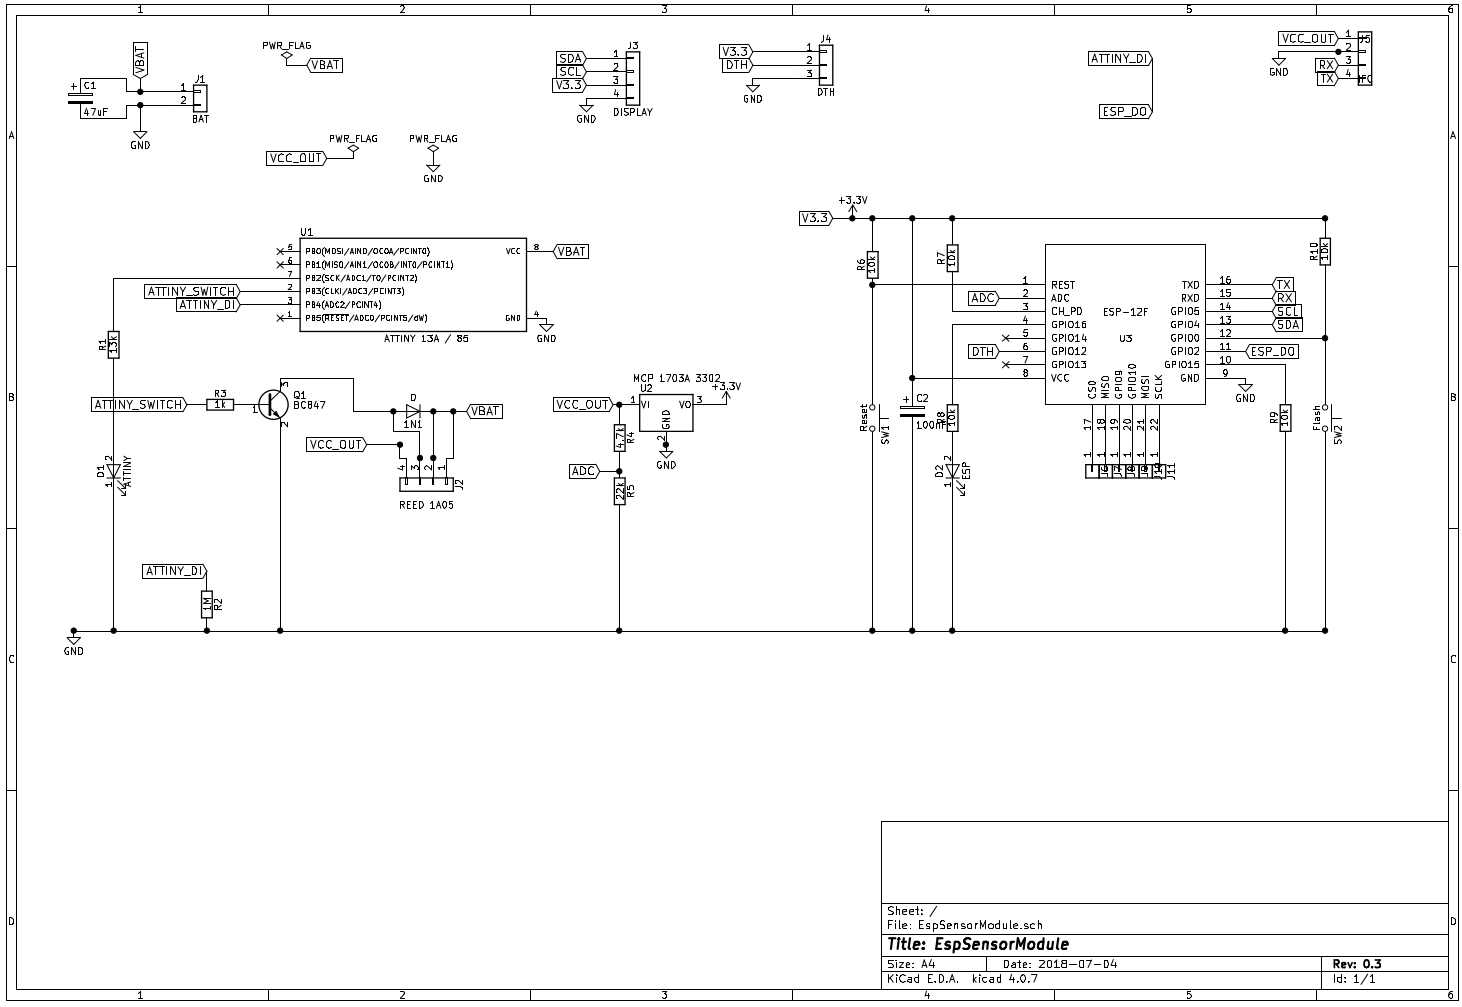 1 2 3 4 5 6
A
B
C
D
VBAT
C1
47uF
J1
1
2
BAT
GND
PWR_FLAG
VBAT
VCC_OUT
PWR_FLAG
PWR_FLAG
GND
J3
SDA 1
SCL 2
V3.3 3
4
GND
DISPLAY
J4
V3.3 1
DTH 2
3
GND
DTH
ATTINY_DI
ESP_DO
VCC_OUT 1
2
GND
RX 3
TX 4
J5
U1
5 PB0(MOSI/AIN0/OC0A/PCINT0)
6 PB1(MISO/AIN1/OC0B/INT0/PCINT1)
7 PB2(SCK/ADC1/T0/PCINT2)
ATTINY_SWITCH 2 PB3(CLKI/ADC3/PCINT3)
ATTINY_DI 3 PB4(ADC2/PCINT4)
1 PB5(RESET/ADC0/PCINT5/dW)
VCC 8 VBAT
GND 4
GND
ATTINY 13A / 85
R1
13k
ATTINY_SWITCH
R3
1k
Q1
BC847
1
2
3
D
1N1
VBAT
VCC_OUT
4 3 2 1
J2
REED 1A05
D1
ATTINY
2
1
ATTINY_DI
1M
R2
GND
MCP 1703A 3302
U2
+3.3V
VCC_OUT 1 VI
VO 3
GND
2
GND
4.7k
R4
ADC
22k
R5
V3.3
+3.3V
R6
10k
R7
10k
R10
10k
1 REST
ADC 2 ADC
3 CH_PD
4 GPIO16
5 GPIO14
DTH 6 GPIO12
7 GPIO13
8 VCC
ESP-12F
U3
TXD 16 TX
RXD 15 RX
GPIO5 14 SCL
GPIO4 13 SDA
GPIO0 12
GPIO2 11 ESP_DO
GPIO15 10
GND 9
GND
CS0 MISO GPIO9 GPIO10 MOSI SCLK
17 18 19 20 21 22
1 1 1 1 1 1
J6 J7 J8 J9 J10 J11
Reset
SW1
C2
100nF
R8
10k
D2
ESP
2
1
R9
10k
Flash
SW2
Sheet: /
File: EspSensorModule.sch
Title: EspSensorModule
Size: A4 Date: 2018-07-04 Rev: 0.3
KiCad E.D.A. kicad 4.0.7 Id: 1/1
A
B
C
D
1 2 3 4 5 6